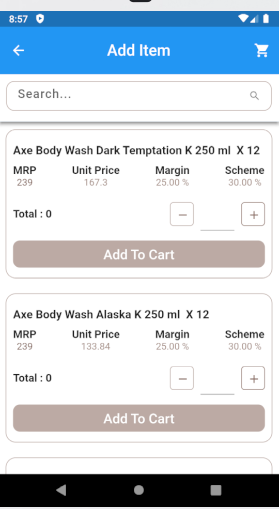 8:57
Add Item
Search...
Axe Body Wash Dark Temptation K 250 ml X 12
MRP Unit Price Margin Scheme
239 167.3 25.00 % 30.00 %
Total : 0 − +
Add To Cart
Axe Body Wash Alaska K 250 ml X 12
MRP Unit Price Margin Scheme
239 133.84 25.00 % 30.00 %
Total : 0 − +
Add To Cart